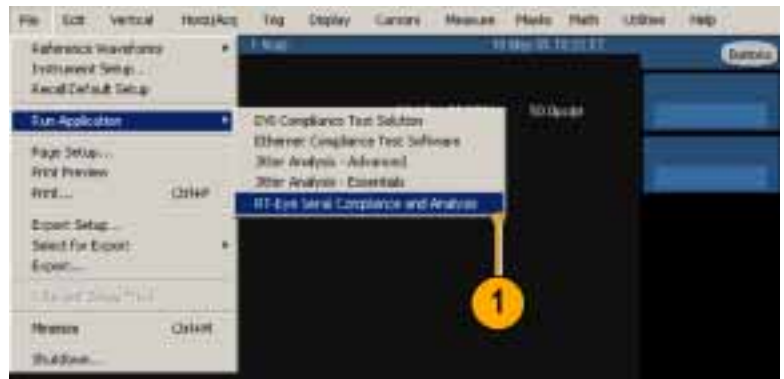 File Edit Vertical Horiz/Acq Trig Display Cursors Measure Masks Math Utilities Help
Reference Waveforms
Instrument Setup...
Recall Default Setup
Run Application
Page Setup...
Print Preview
Print... Ctrl+P
Export Setup...
Select for Export
Export...
Minimize Ctrl+M
Shutdown...
Buttons
DVI Compliance Test Solution
Ethernet Compliance Test Software
Jitter Analysis - Advanced
Jitter Analysis - Essentials
RT-Eye Serial Compliance and Analysis
1